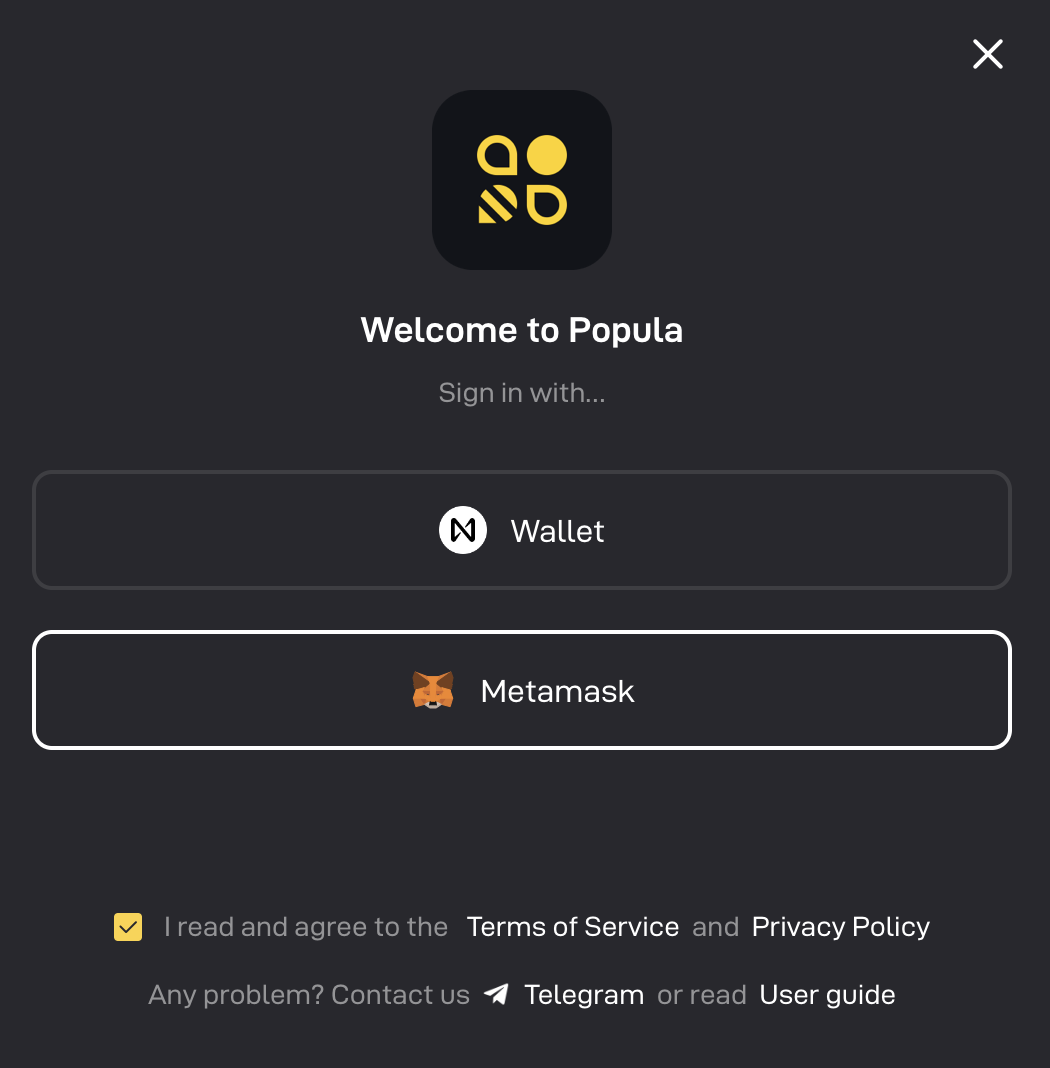 Welcome to Popula
Sign in with...
Wallet
Metamask
I read and agree to the Terms of Service and Privacy Policy
Any problem? Contact us Telegram or read User guide